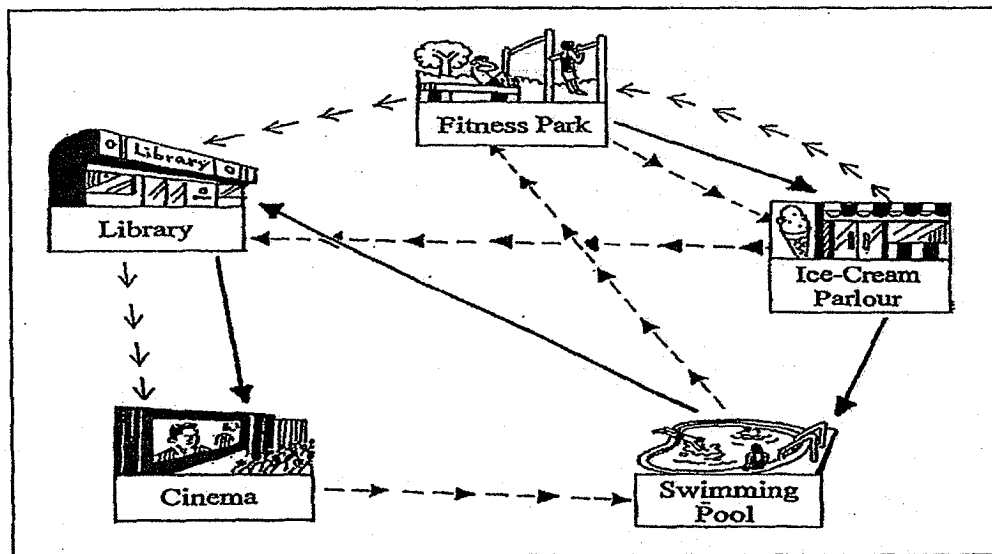 Fitness Park
Library
Library
Ice-Cream
Parlour
Cinema
Swimming
Pool